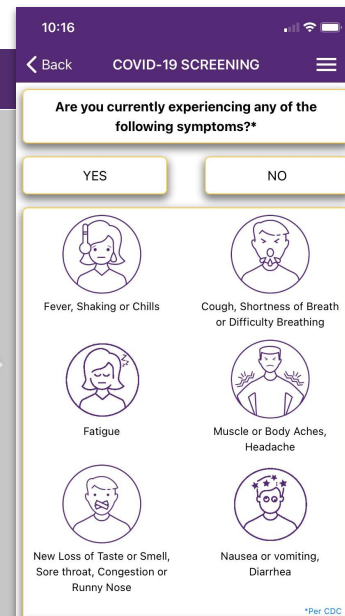 10:16
Back COVID-19 SCREENING
Are you currently experiencing any of the
following symptoms?*
YES NO
Fever, Shaking or Chills
Cough, Shortness of Breath
or Difficulty Breathing
Fatigue
Muscle or Body Aches,
Headache
New Loss of Taste or Smell,
Sore throat, Congestion or
Runny Nose
Nausea or vomiting,
Diarrhea
*Per CDC